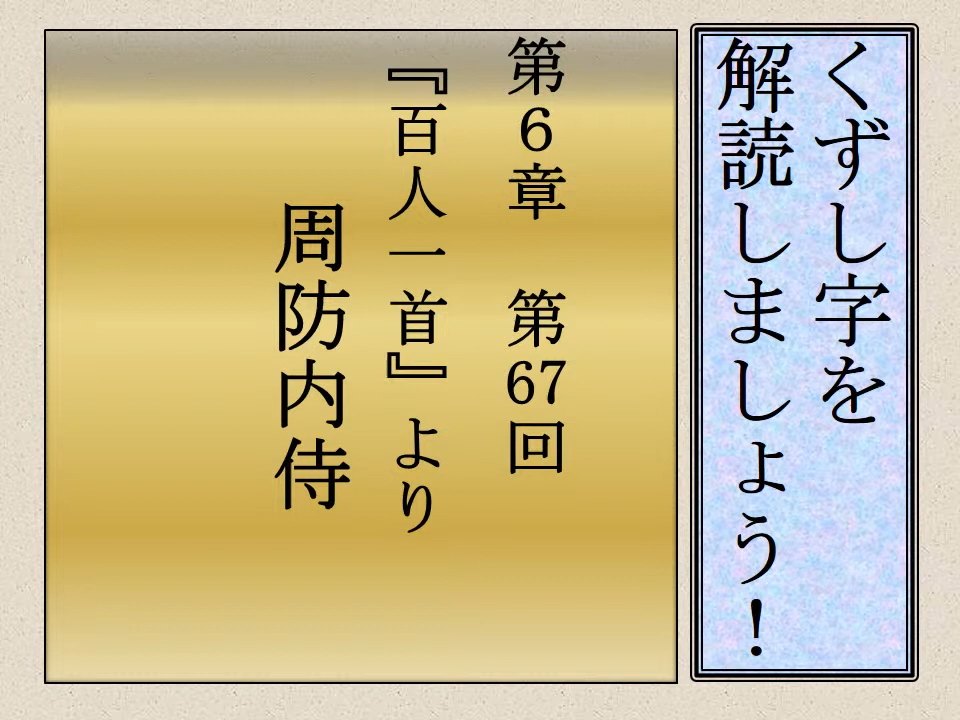 くずし字を
解読しましょう！
第６章　第67回
『百人一首』より
周防内侍